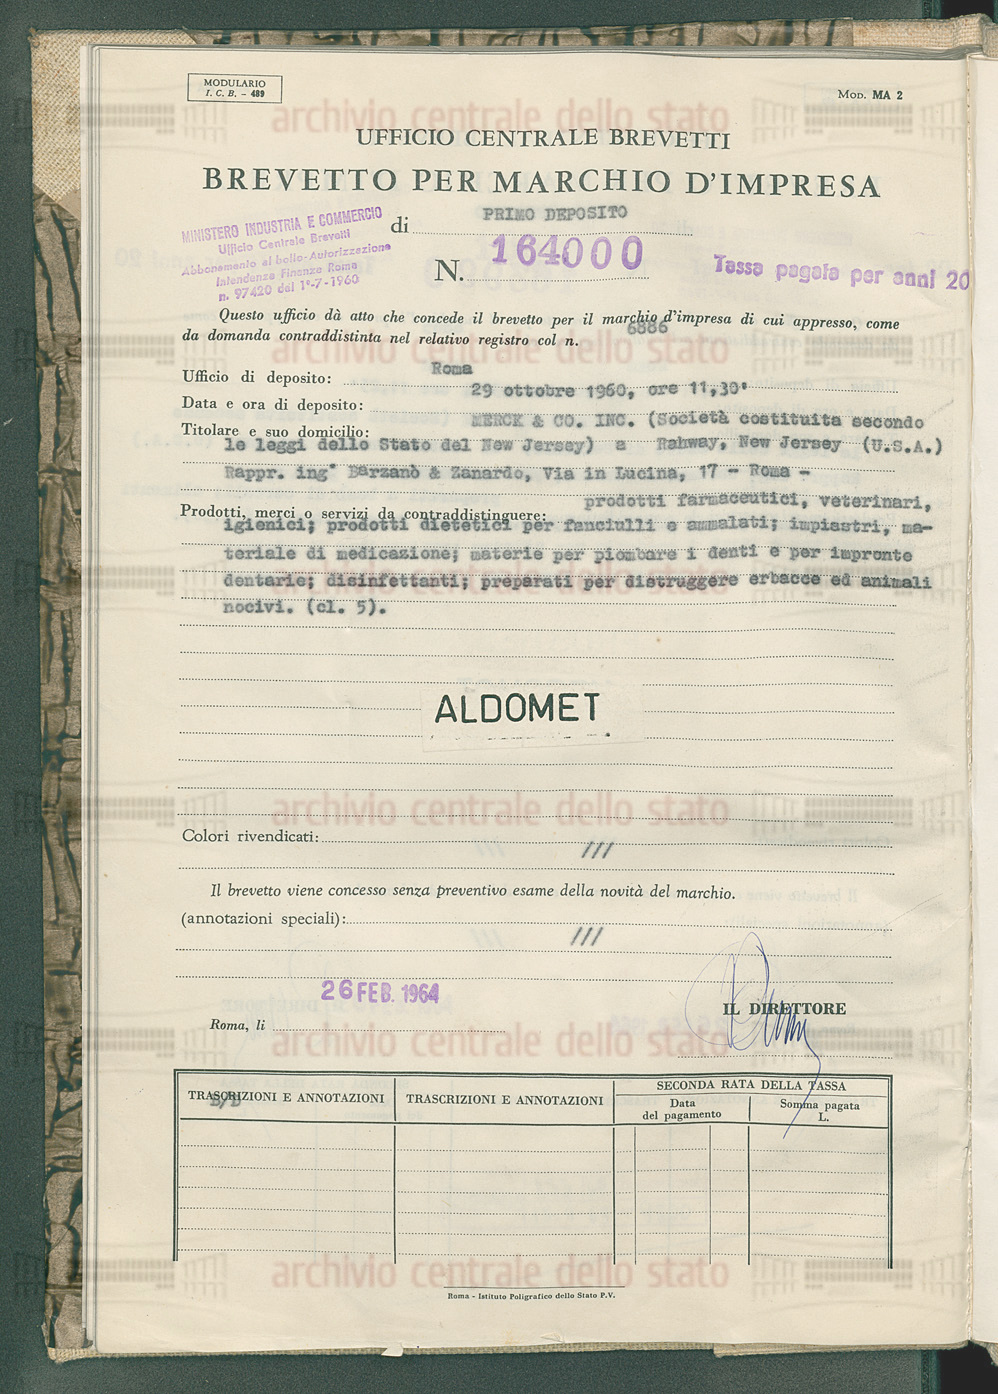 MODULARIO
I. C. B. - 489
Mod. MA 2
archivio centrale dello stato
UFFICIO CENTRALE BREVETTI
BREVETTO PER MARCHIO D'IMPRESA
di PRIMO DEPOSITO
MINISTERO INDUSTRIA E COMMERCIO
Ufficio Centrale Brevetti
Abbonamento al bollo-Autorizzazione
Intendenza Finanza Roma
n. 97420 del 1°-7-1960
N. 164000
Tassa pagata per anni 20
Questo ufficio dà atto che concede il brevetto per il marchio d'impresa di cui appresso, come
da domanda contraddistinta nel relativo registro col n. 6886
archivio centrale dello stato
Ufficio di deposito: Roma
Data e ora di deposito: 29 ottobre 1960, ore 11,30'
Titolare e suo domicilio: MERCK & CO. INC. (Società costituita secondo
le leggi dello Stato del New Jersey) a Rahway, New Jersey (U.S.A.)
Rappr. ing° Barzanò & Zanardo, Via in Lucina, 17 - Roma -
Prodotti, merci o servizi da contraddistinguere: prodotti farmaceutici, veterinari,
igienici; prodotti dietetici per fanciulli e ammalati; impiastri, ma-
teriale di medicazione; materie per piombare i denti e per impronte
dentarie; disinfettanti; preparati per distruggere erbacce ed animali
archivio centrale dello stato
nocivi. (cl. 5).
ALDOMET
archivio centrale dello stato
Colori rivendicati: ///
Il brevetto viene concesso senza preventivo esame della novità del marchio.
(annotazioni speciali): ///
26 FEB. 1964
IL DIRETTORE
Roma, li
archivio centrale dello stato
TRASCRIZIONI E ANNOTAZIONI
B/D
TRASCRIZIONI E ANNOTAZIONI
SECONDA RATA DELLA TASSA
Data
del pagamento
Somma pagata
L.
archivio centrale dello stato
Roma - Istituto Poligrafico dello Stato P.V.